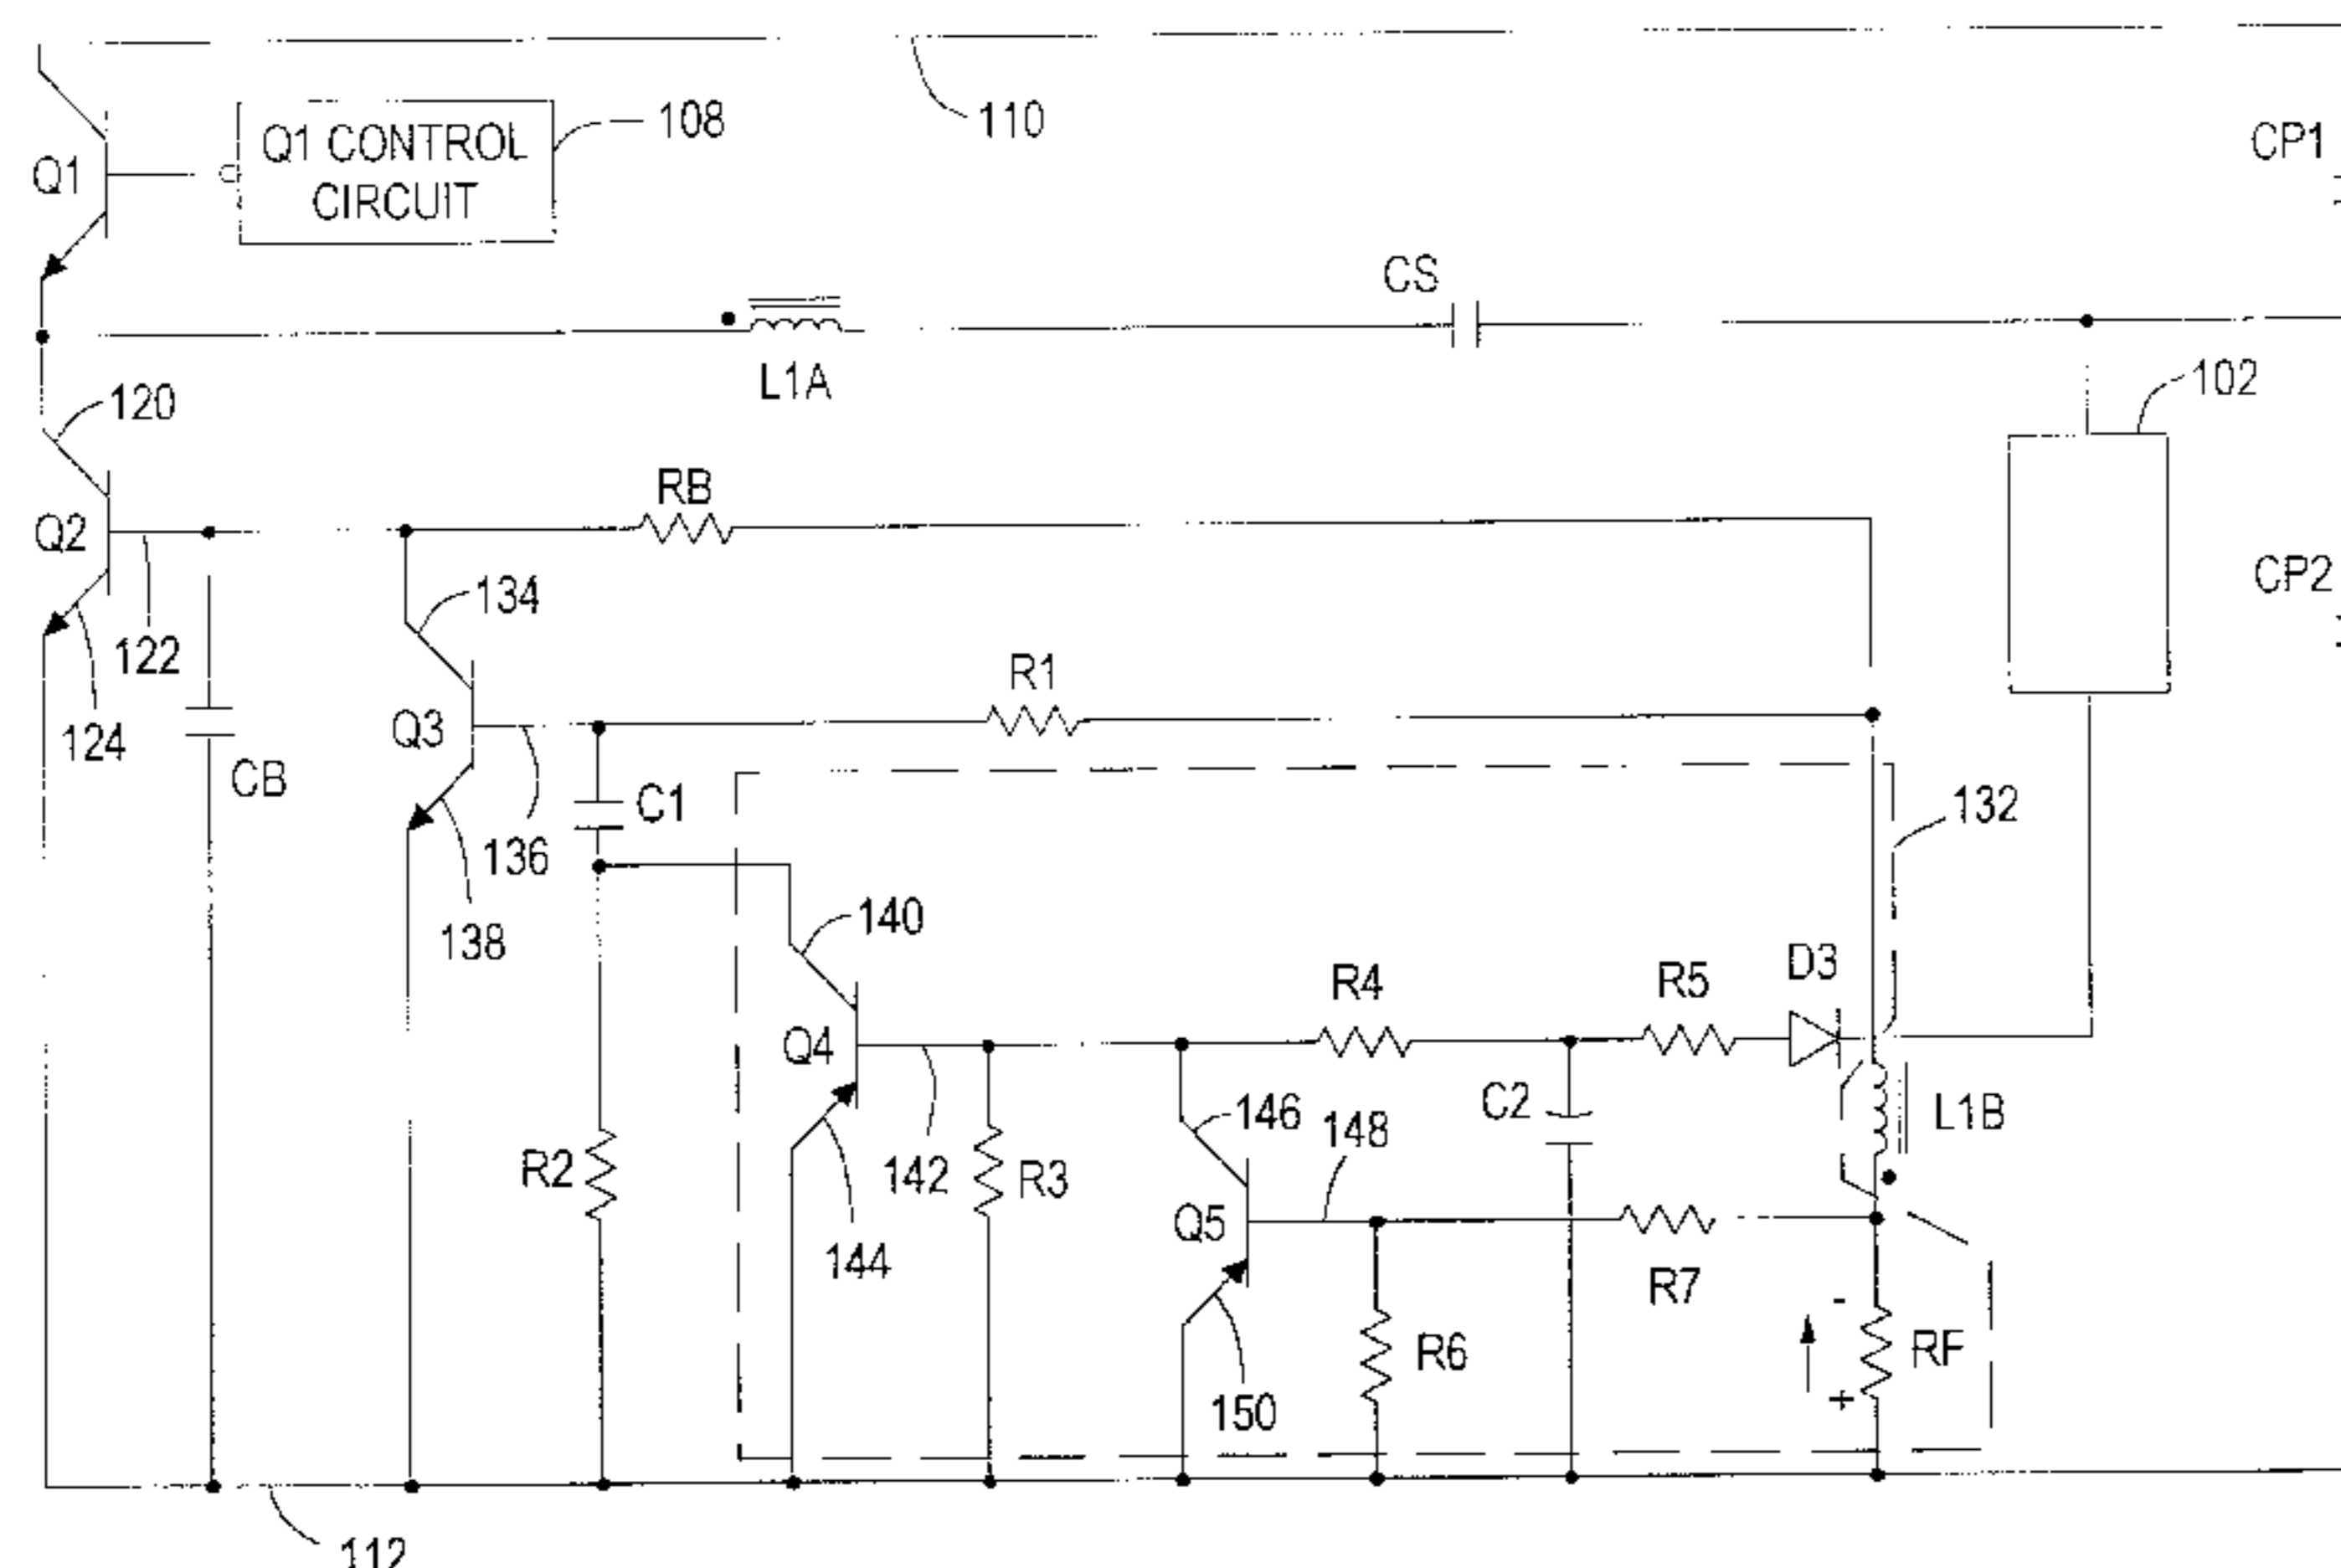 110
108
Q1 CONTROL
CIRCUIT
Q1
CP1
CS
L1A
120
102
RB
Q2
134
CP2
122
R1
124
Q3
CB
C1
132
136
138
140
D3
R4
R5
Q4
C2
146
148
L1B
142
R2
R3
Q5
144
R7
-
R6
RF
+
150
112